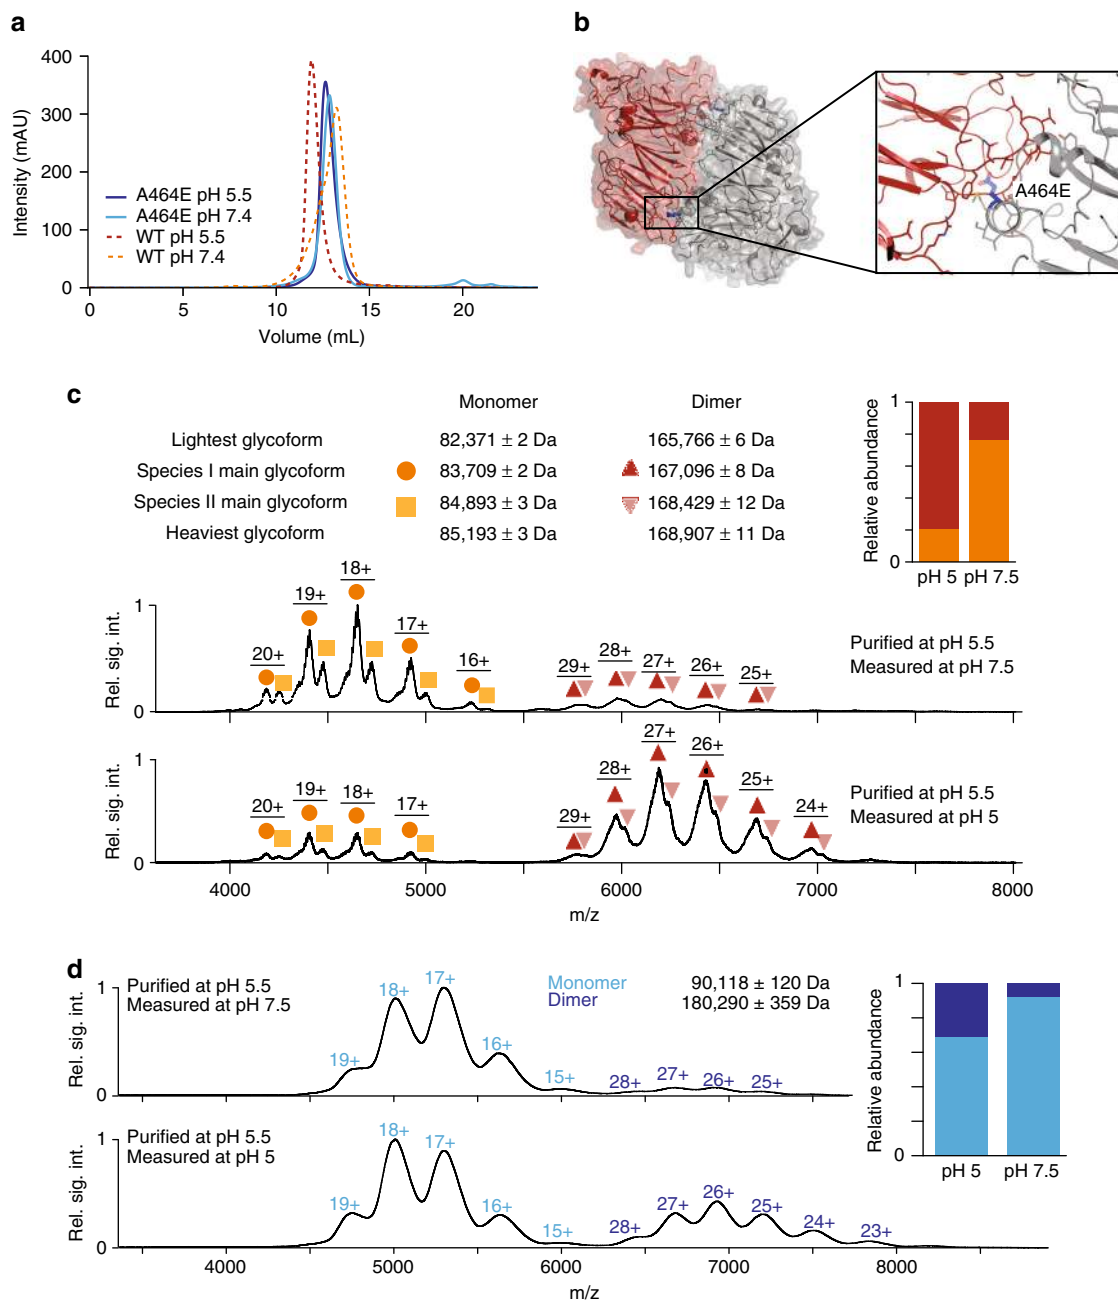 a
400
300
200
100
0
Intensity (mAU)
A464E pH 5.5
A464E pH 7.4
WT pH 5.5
WT pH 7.4
0 5 10 15 20
Volume (mL)
b
A464E
c
Monomer Dimer
Lightest glycoform 82,371 ± 2 Da 165,766 ± 6 Da
Species I main glycoform 83,709 ± 2 Da 167,096 ± 8 Da
Species II main glycoform 84,893 ± 3 Da 168,429 ± 12 Da
Heaviest glycoform 85,193 ± 3 Da 168,907 ± 11 Da
1
0
Relative abundance
pH 5 pH 7.5
1
0
Rel. sig. int.
20+ 19+ 18+ 17+ 16+ 29+ 28+ 27+ 26+ 25+
Purified at pH 5.5
Measured at pH 7.5
1
0
Rel. sig. int.
20+ 19+ 18+ 17+ 29+ 28+ 27+ 26+ 25+ 24+
Purified at pH 5.5
Measured at pH 5
4000 5000 6000 7000 8000
m/z
d
Purified at pH 5.5
Measured at pH 7.5
1
0
Rel. sig. int.
19+ 18+ 17+ 16+ 15+ 28+ 27+ 26+ 25+
Monomer 90,118 ± 120 Da
Dimer 180,290 ± 359 Da
1
0
Relative abundance
pH 5 pH 7.5
Purified at pH 5.5
Measured at pH 5
1
0
Rel. sig. int.
19+ 18+ 17+ 16+ 15+ 28+ 27+ 26+ 25+ 24+ 23+
4000 5000 6000 7000 8000
m/z